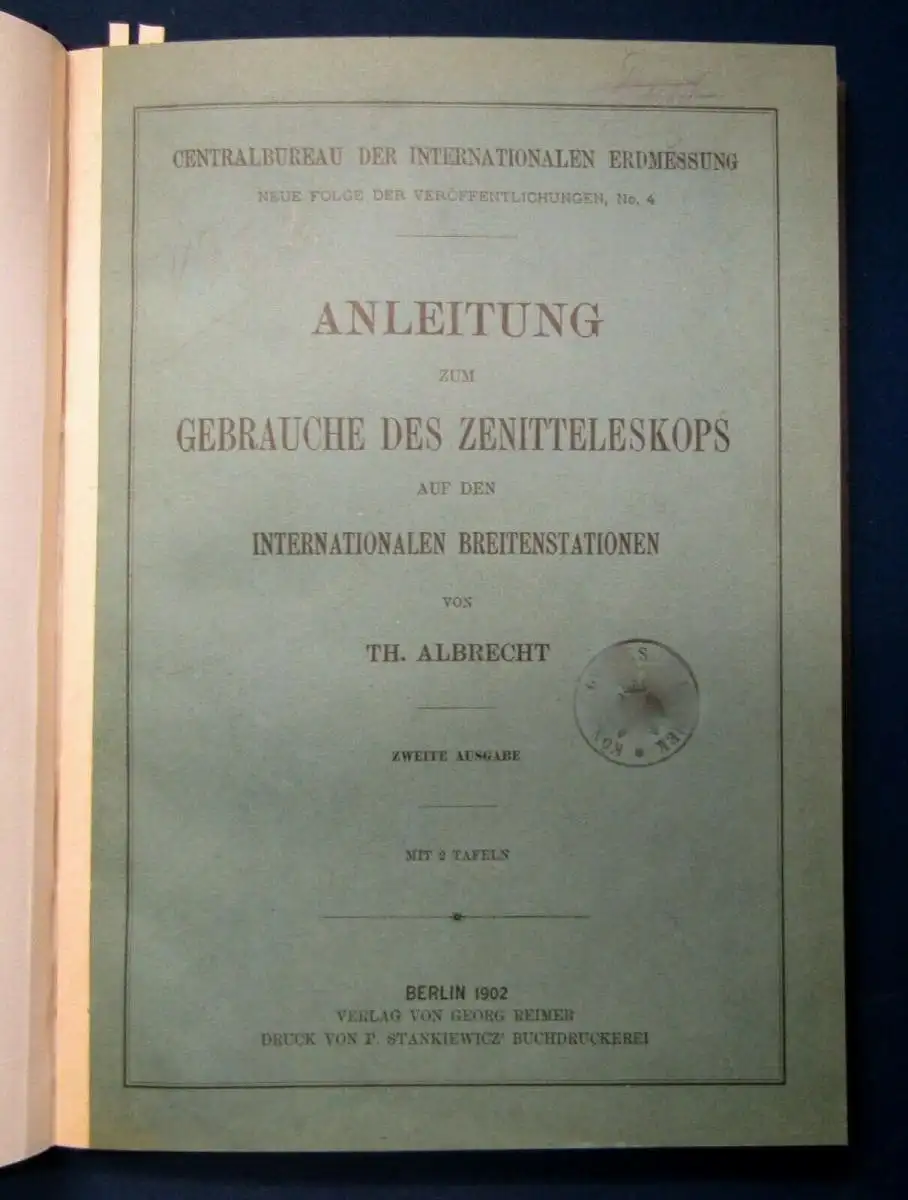 CENTRALBUREAU DER INTERNATIONALEN ERDMESSUNG
NEUE FOLGE DER VERÖFFENTLICHUNGEN, No. 4
ANLEITUNG
ZUM
GEBRAUCHE DES ZENITTELESKOPS
AUF DEN
INTERNATIONALEN BREITENSTATIONEN
VON
TH. ALBRECHT
ZWEITE AUSGABE
MIT 2 TAFELN
BERLIN 1902
VERLAG VON GEORG REIMER
DRUCK VON P. STANKIEWICZ' BUCHDRUCKEREI